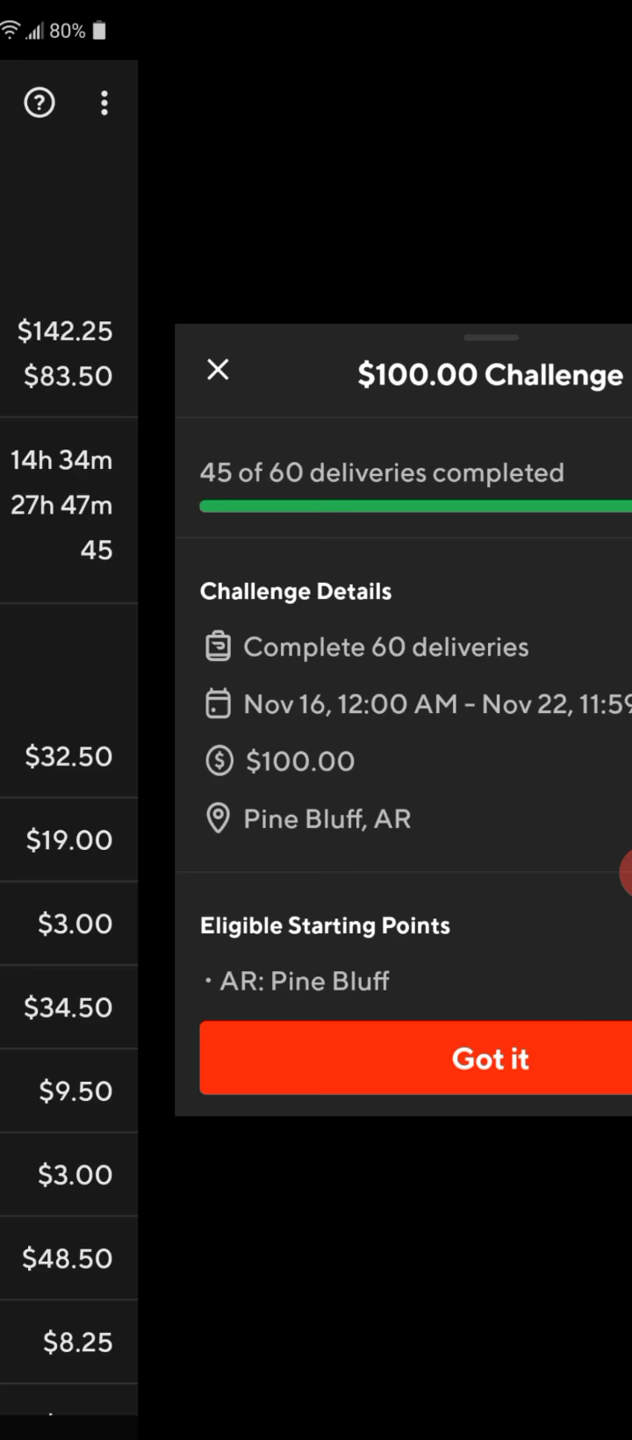 80%
$142.25
$83.50
14h 34m
27h 47m
45
$32.50
$19.00
$3.00
$34.50
$9.50
$3.00
$48.50
$8.25
$100.00 Challenge
45 of 60 deliveries completed
Challenge Details
Complete 60 deliveries
Nov 16, 12:00 AM - Nov 22, 11:59
$100.00
Pine Bluff, AR
Eligible Starting Points
· AR: Pine Bluff
Got it